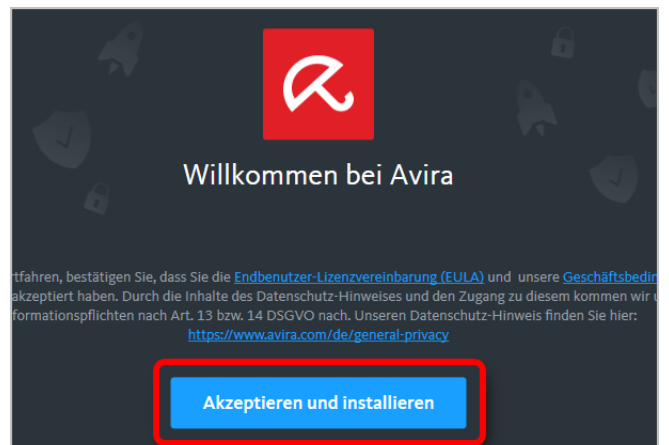 Willkommen bei Avira
tfahren, bestätigen Sie, dass Sie die Endbenutzer-Lizenzvereinbarung (EULA) und unsere Geschäftsbedin
akzeptiert haben. Durch die Inhalte des Datenschutz-Hinweises und den Zugang zu diesem kommen wir u
formationspflichten nach Art. 13 bzw. 14 DSGVO nach. Unseren Datenschutz-Hinweis finden Sie hier:
https://www.avira.com/de/general-privacy
Akzeptieren und installieren